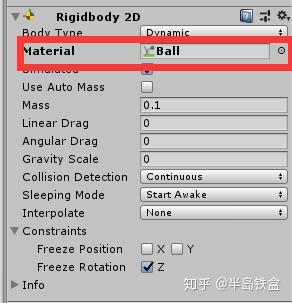 Rigidbody 2D
Body Type Dynamic
Material Ball
Simulated
Use Auto Mass
Mass 0.1
Linear Drag 0
Angular Drag 0
Gravity Scale 0
Collision Detection Continuous
Sleeping Mode Start Awake
Interpolate None
Constraints
Freeze Position X Y
Freeze Rotation Z
Info
知乎 @半岛铁盒